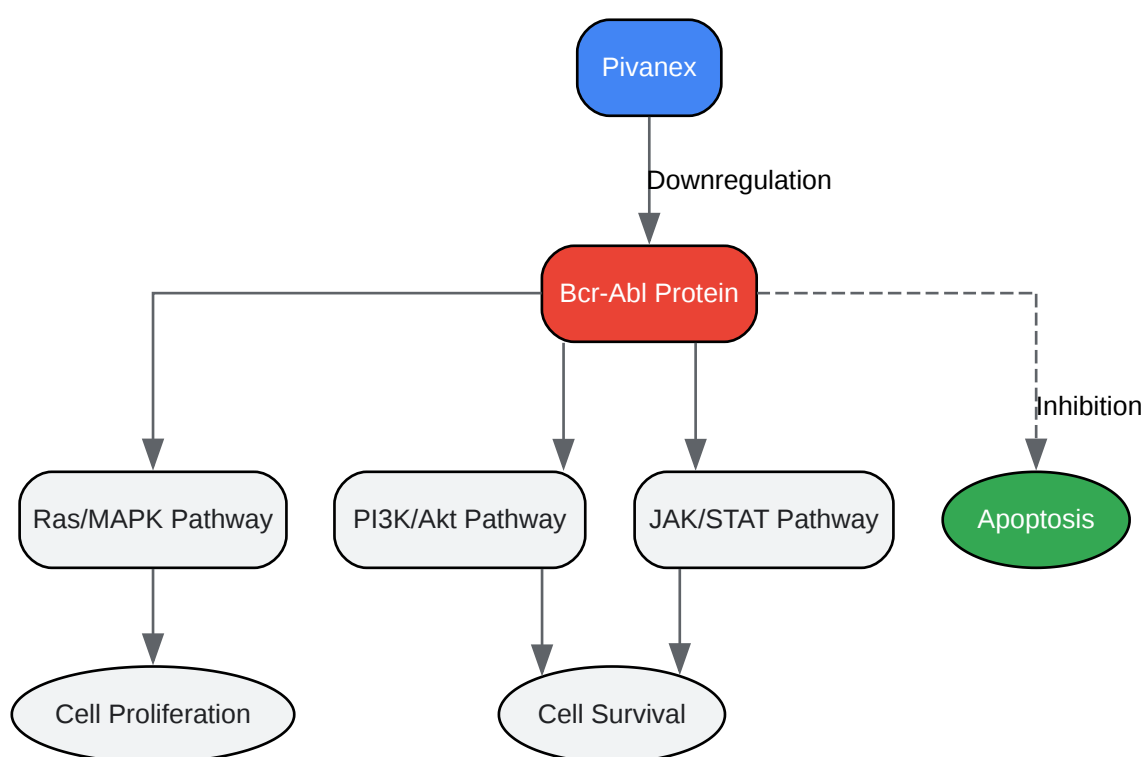 Pivanex
Downregulation
Bcr-Abl Protein
Inhibition
Ras/MAPK Pathway
PI3K/Akt Pathway
JAK/STAT Pathway
Apoptosis
Cell Proliferation
Cell Survival